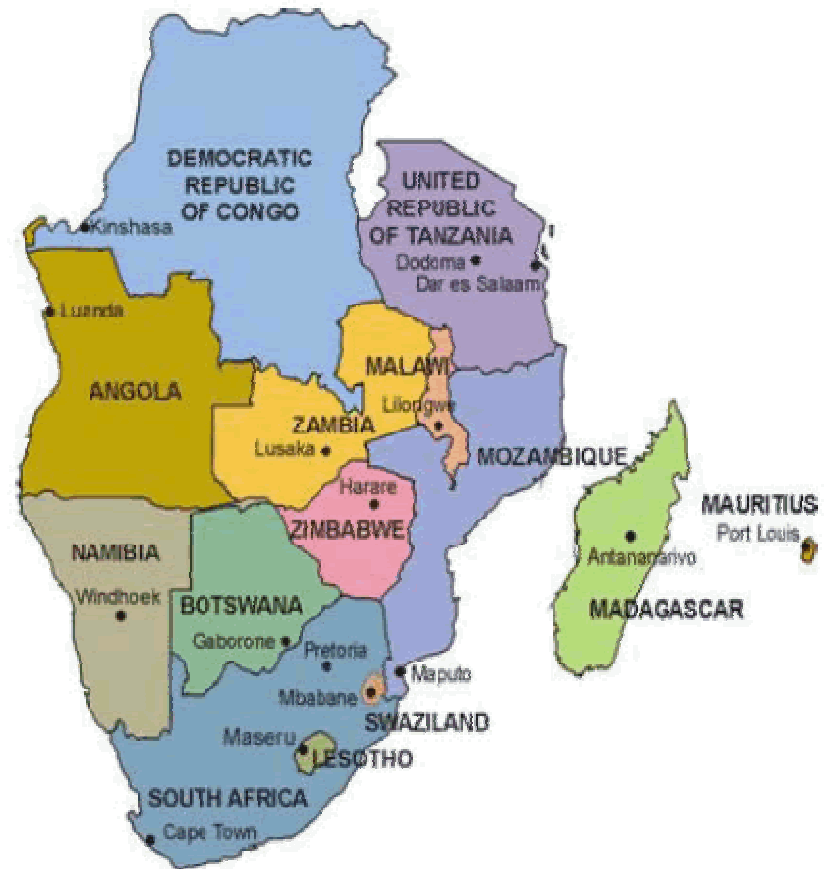 DEMOCRATIC
REPUBLIC
OF CONGO
Kinshasa
UNITED
REPUBLIC
OF TANZANIA
Dodoma
Dar es Salaam
Luanda
ANGOLA
MALAWI
Lilongwe
ZAMBIA
Lusaka
MOZAMBIQUE
Harare
ZIMBABWE
MAURITIUS
Port Louis
NAMIBIA
Antananarivo
Windhoek
BOTSWANA
MADAGASCAR
Gaborone
Pretoria
Maputo
Mbabane
SWAZILAND
Maseru
LESOTHO
SOUTH AFRICA
Cape Town